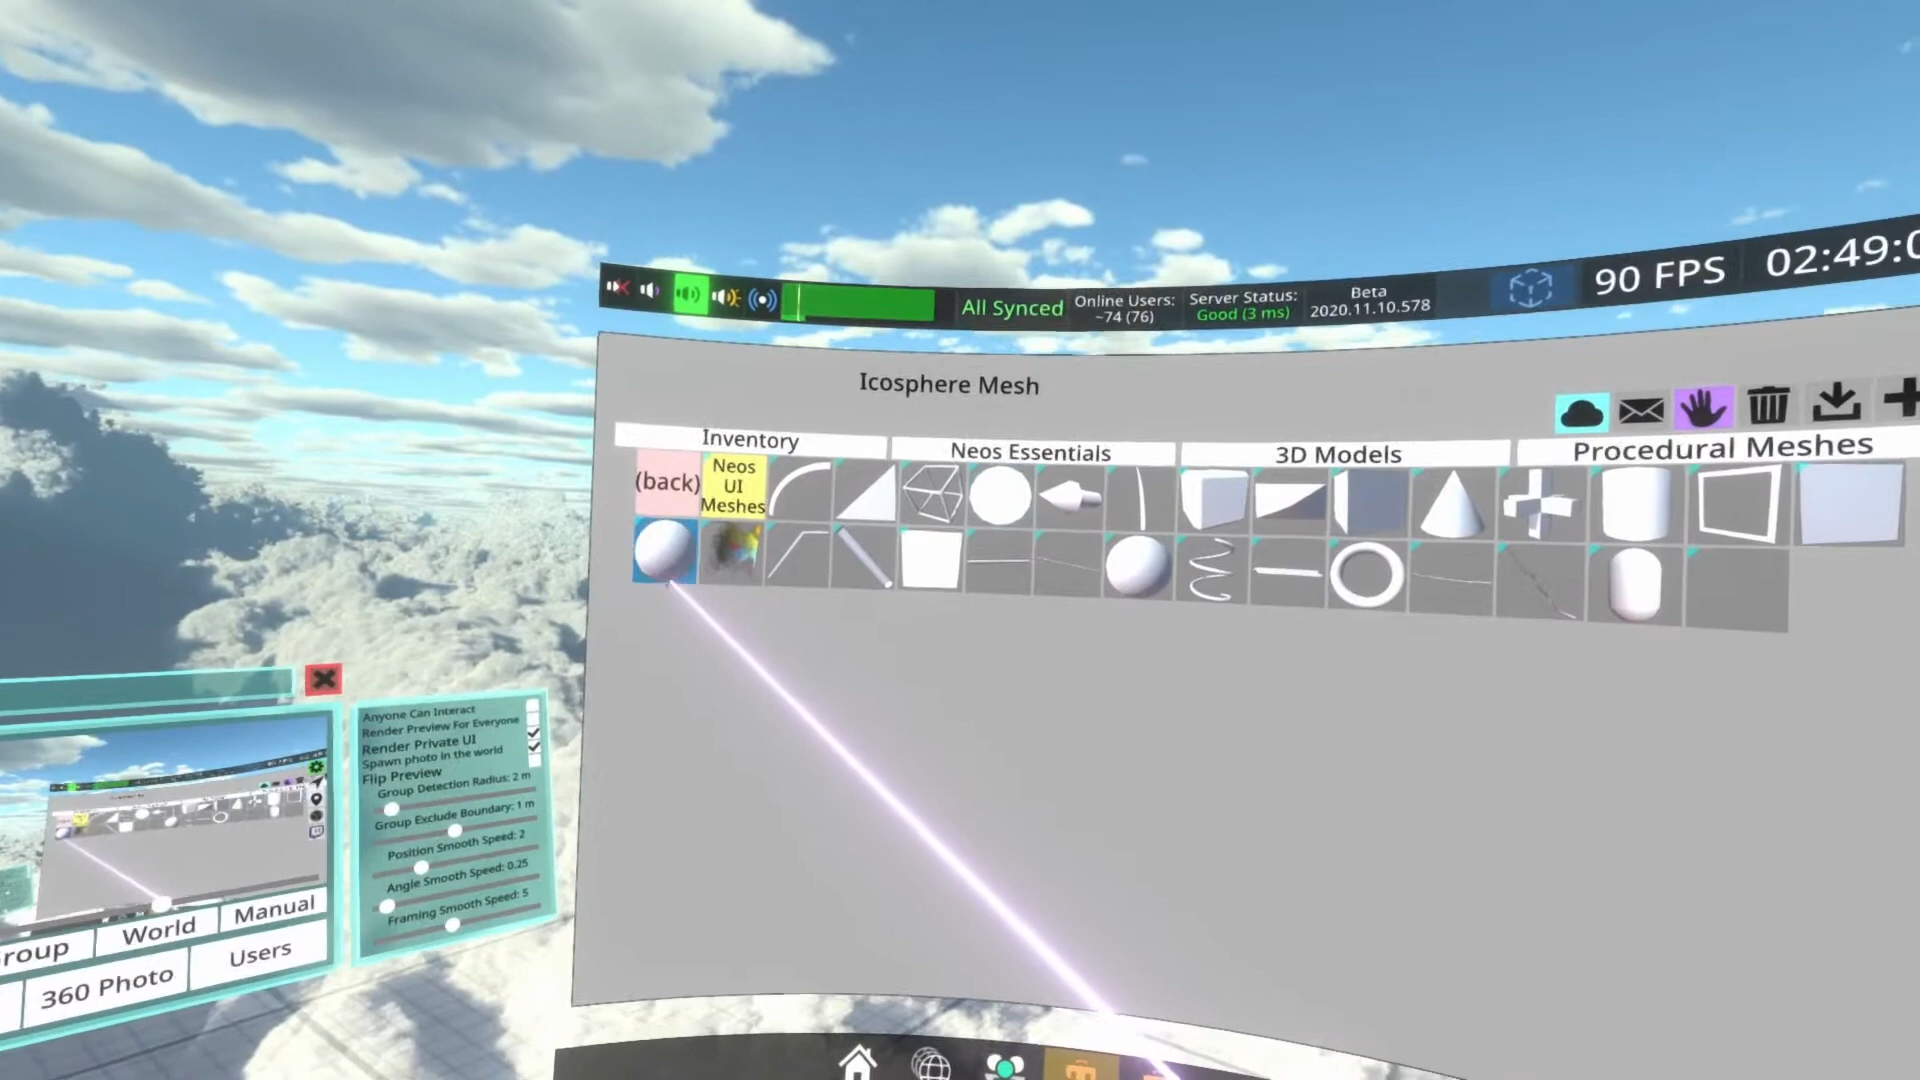 All Synced
Online Users:
~74 (76)
Server Status:
Good (3 ms)
Beta
2020.11.10.578
90 FPS
02:49:0
Icosphere Mesh
Inventory
Neos Essentials
3D Models
Procedural Meshes
(back)
Neos
UI
Meshes
Anyone Can Interact
Render Preview For Everyone
Render Private UI
Spawn photo in the world
Flip Preview
Group Detection Radius: 2 m
Group Exclude Boundary: 1 m
Position Smooth Speed: 2
Angle Smooth Speed: 0.25
Framing Smooth Speed: 5
roup
World
Manual
360 Photo
Users